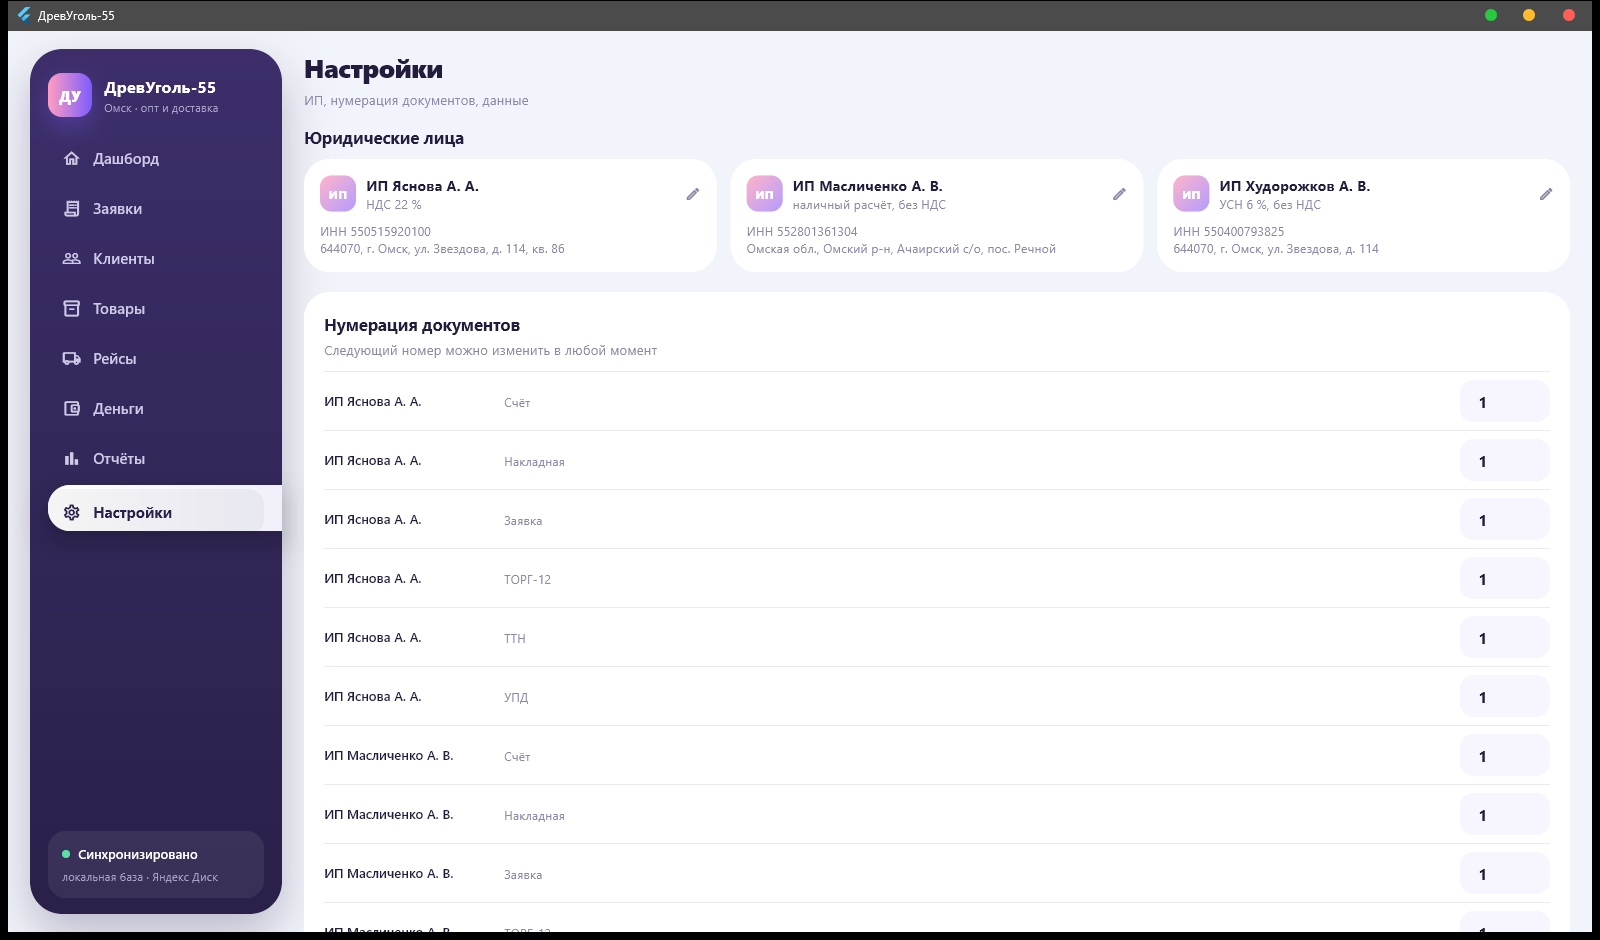 ДревУголь-55
ДУ
ДревУголь-55
Омск · опт и доставка
Дашборд
Заявки
Клиенты
Товары
Рейсы
Деньги
Отчёты
Настройки
Синхронизировано
локальная база · Яндекс Диск
Настройки
ИП, нумерация документов, данные
Юридические лица
ИП
ИП Яснова А. А.
НДС 22 %
ИНН 550515920100
644070, г. Омск, ул. Звездова, д. 114, кв. 86
ИП
ИП Масличенко А. В.
наличный расчёт, без НДС
ИНН 552801361304
Омская обл., Омский р-н, Ачаирский с/о, пос. Речной
ИП
ИП Худорожков А. В.
УСН 6 %, без НДС
ИНН 550400793825
644070, г. Омск, ул. Звездова, д. 114
Нумерация документов
Следующий номер можно изменить в любой момент
ИП Яснова А. А. Счёт 1
ИП Яснова А. А. Накладная 1
ИП Яснова А. А. Заявка 1
ИП Яснова А. А. ТОРГ-12 1
ИП Яснова А. А. ТТН 1
ИП Яснова А. А. УПД 1
ИП Масличенко А. В. Счёт 1
ИП Масличенко А. В. Накладная 1
ИП Масличенко А. В. Заявка 1
ИП Масличенко А. В. ТОРГ-12 1